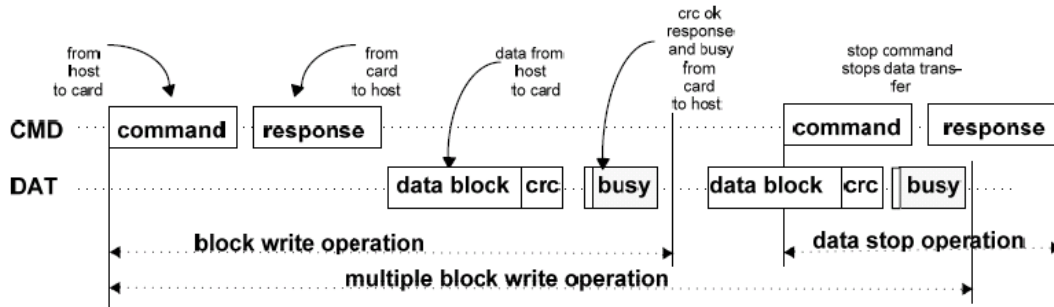 from
host
to card
from
card
to host
data from
host
to card
crc ok
response
and busy
from
card
to host
stop command
stops data trans-
fer
CMD
command
response
command
response
DAT
data block
crc
busy
data block
crc
busy
block write operation
data stop operation
multiple block write operation